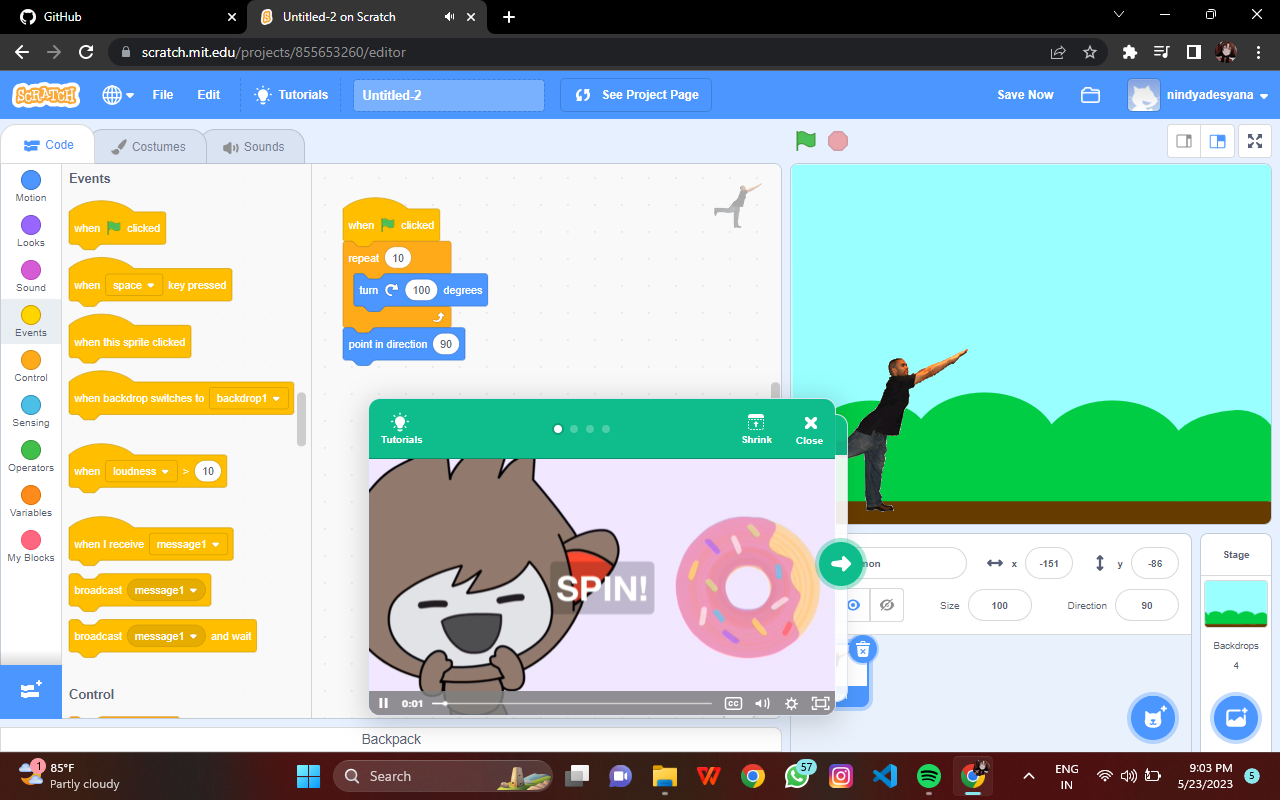 GitHub
Untitled-2 on Scratch
scratch.mit.edu/projects/855653260/editor
SCRATCH
File
Edit
Tutorials
Untitled-2
See Project Page
Save Now
nindyadesyana
Code
Costumes
Sounds
Motion
Looks
Sound
Events
Control
Sensing
Operators
Variables
My Blocks
Events
when clicked
when space key pressed
when this sprite clicked
when backdrop switches to backdrop1
when loudness > 10
when I receive message1
broadcast message1
broadcast message1 and wait
Control
when clicked
repeat 10
turn 100 degrees
point in direction 90
Tutorials
Shrink
Close
SPIN!
0:01
CC
mon
x -151
y -86
Size 100
Direction 90
Stage
Backdrops
4
Backpack
1
85°F
Partly cloudy
Search
57
ENG
IN
9:03 PM
5/23/2023
5